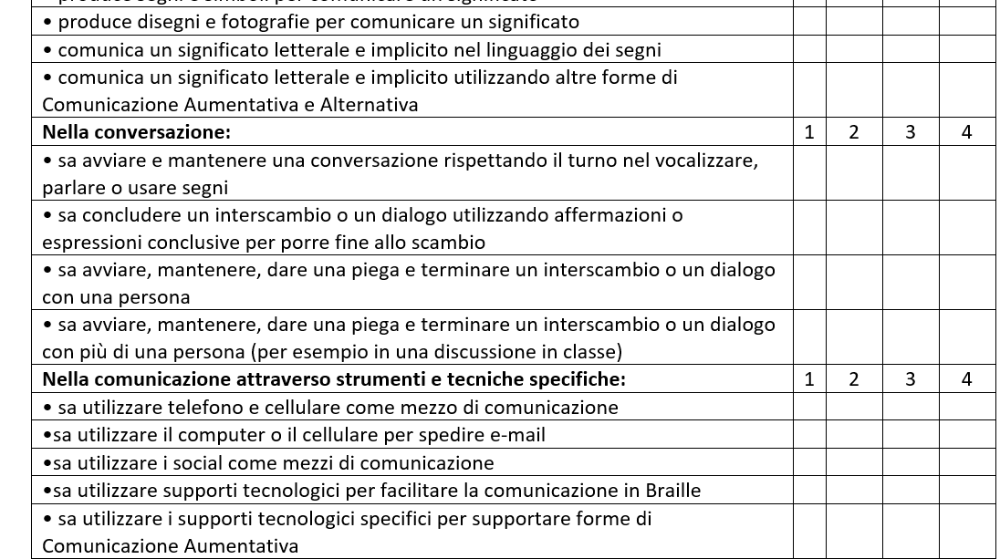 • produce disegni e fotografie per comunicare un significato
• comunica un significato letterale e implicito nel linguaggio dei segni
• comunica un significato letterale e implicito utilizzando altre forme di
Comunicazione Aumentativa e Alternativa
Nella conversazione: 1 2 3 4
• sa avviare e mantenere una conversazione rispettando il turno nel vocalizzare,
parlare o usare segni
• sa concludere un interscambio o un dialogo utilizzando affermazioni o
espressioni conclusive per porre fine allo scambio
• sa avviare, mantenere, dare una piega e terminare un interscambio o un dialogo
con una persona
• sa avviare, mantenere, dare una piega e terminare un interscambio o un dialogo
con più di una persona (per esempio in una discussione in classe)
Nella comunicazione attraverso strumenti e tecniche specifiche: 1 2 3 4
• sa utilizzare telefono e cellulare come mezzo di comunicazione
•sa utilizzare il computer o il cellulare per spedire e-mail
•sa utilizzare i social come mezzi di comunicazione
•sa utilizzare supporti tecnologici per facilitare la comunicazione in Braille
• sa utilizzare i supporti tecnologici specifici per supportare forme di
Comunicazione Aumentativa